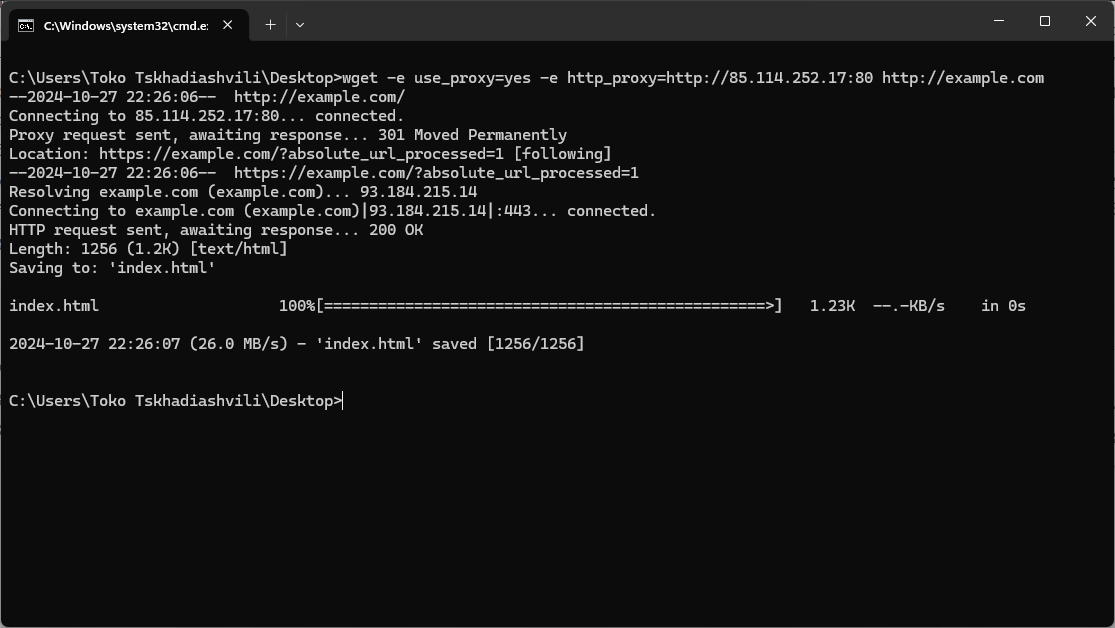 C:\Windows\system32\cmd.e:
C:\Users\Toko Tskhadiashvili\Desktop>wget -e use_proxy=yes -e http_proxy=http://85.114.252.17:80 http://example.com
--2024-10-27 22:26:06-- http://example.com/
Connecting to 85.114.252.17:80... connected.
Proxy request sent, awaiting response... 301 Moved Permanently
Location: https://example.com/?absolute_url_processed=1 [following]
--2024-10-27 22:26:06-- https://example.com/?absolute_url_processed=1
Resolving example.com (example.com)... 93.184.215.14
Connecting to example.com (example.com)|93.184.215.14|:443... connected.
HTTP request sent, awaiting response... 200 OK
Length: 1256 (1.2K) [text/html]
Saving to: 'index.html'
index.html 100%[=================================================>] 1.23K --.-KB/s in 0s
2024-10-27 22:26:07 (26.0 MB/s) - 'index.html' saved [1256/1256]
C:\Users\Toko Tskhadiashvili\Desktop>